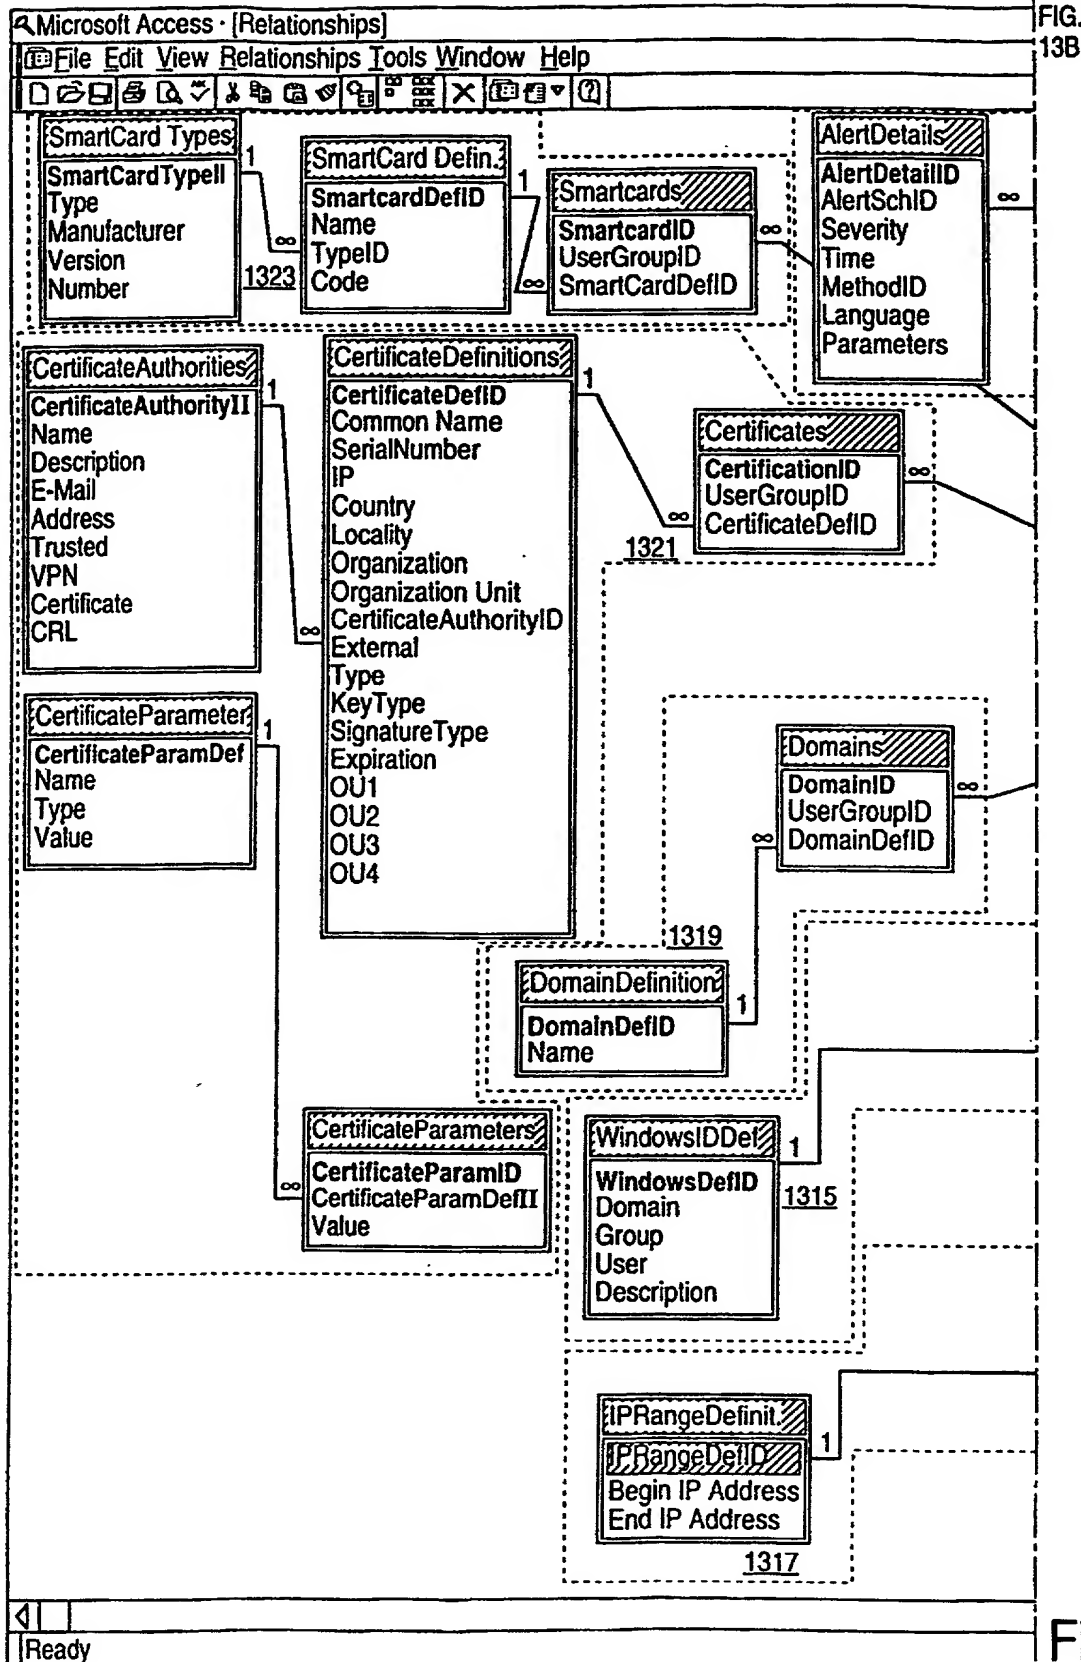 Microsoft Access · [Relationships]
FIG.
13B
File Edit View Relationships Tools Window Help
SmartCard Types
SmartCardTypeII
Type
Manufacturer
Version
Number
1
∞
1323
SmartCard Defin.
SmartcardDefID
Name
TypeID
Code
1
∞
Smartcards
SmartcardID
UserGroupID
SmartCardDefID
∞
AlertDetails
AlertDetailID
AlertSchID
Severity
Time
MethodID
Language
Parameters
∞
CertificateAuthorities
CertificateAuthorityII
Name
Description
E-Mail
Address
Trusted
VPN
Certificate
CRL
1
∞
CertificateDefinitions
CertificateDefID
Common Name
SerialNumber
IP
Country
Locality
Organization
Organization Unit
CertificateAuthorityID
External
Type
KeyType
SignatureType
Expiration
OU1
OU2
OU3
OU4
1
∞
1321
Certificates
CertificationID
UserGroupID
CertificateDefID
∞
CertificateParameter
CertificateParamDef
Name
Type
Value
1
∞
Domains
DomainID
UserGroupID
DomainDefID
∞
∞
1319
DomainDefinition
DomainDefID
Name
1
CertificateParameters
CertificateParamID
CertificateParamDefII
Value
WindowsIDDef
WindowsDefID
Domain
Group
User
Description
1
1315
IPRangeDefinit.
IPRangeDefID
Begin IP Address
End IP Address
1
1317
Ready
F